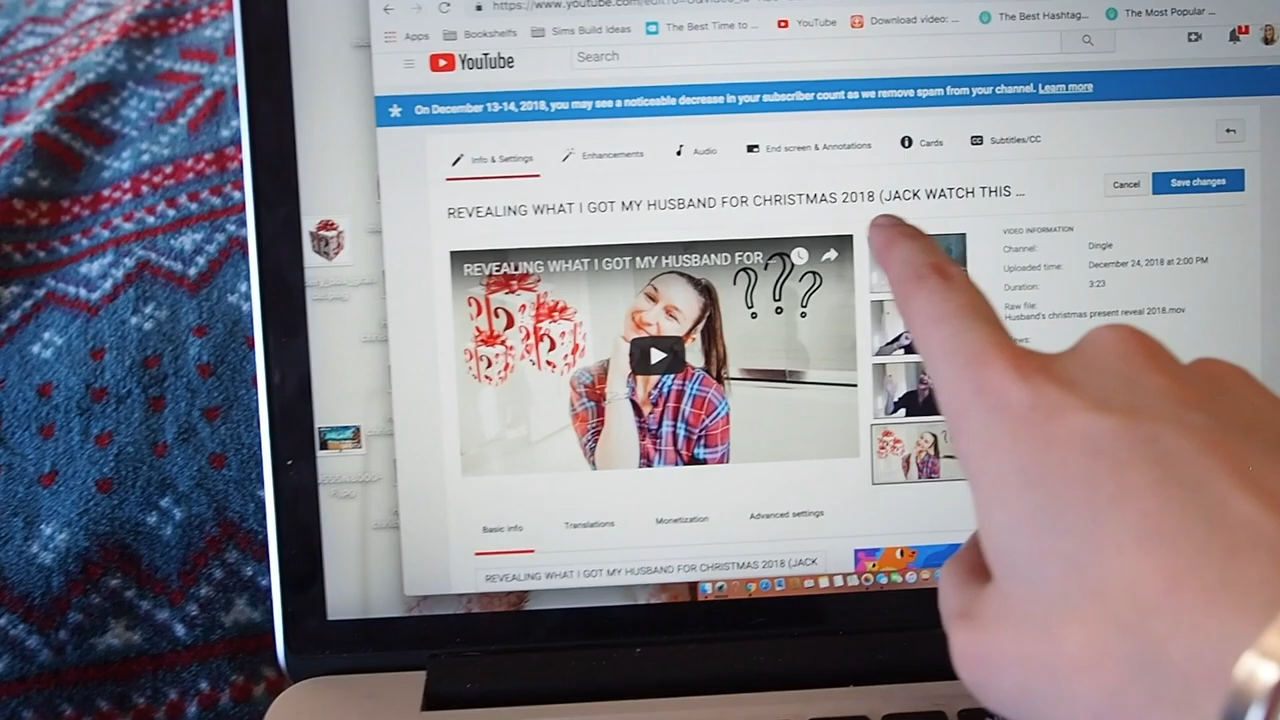 https://www.youtube.com/edit?o=U&video_id
Apps Bookshelfs Sims Build Ideas The Best Time to ... YouTube Download video: ... The Best Hashtag... The Most Popular ...
YouTube Search
On December 13-14, 2018, you may see a noticeable decrease in your subscriber count as we remove spam from your channel. Learn more
Info & Settings Enhancements Audio End screen & Annotations Cards Subtitles/CC
REVEALING WHAT I GOT MY HUSBAND FOR CHRISTMAS 2018 (JACK WATCH THIS ...
Cancel Save changes
REVEALING WHAT I GOT MY HUSBAND FOR
???
VIDEO INFORMATION
Channel: Dingle
Uploaded time: December 24, 2018 at 2:00 PM
Duration: 3:23
Raw file:
Husband's christmas present reveal 2018.mov
Basic info Translations Monetization Advanced settings
REVEALING WHAT I GOT MY HUSBAND FOR CHRISTMAS 2018 (JACK